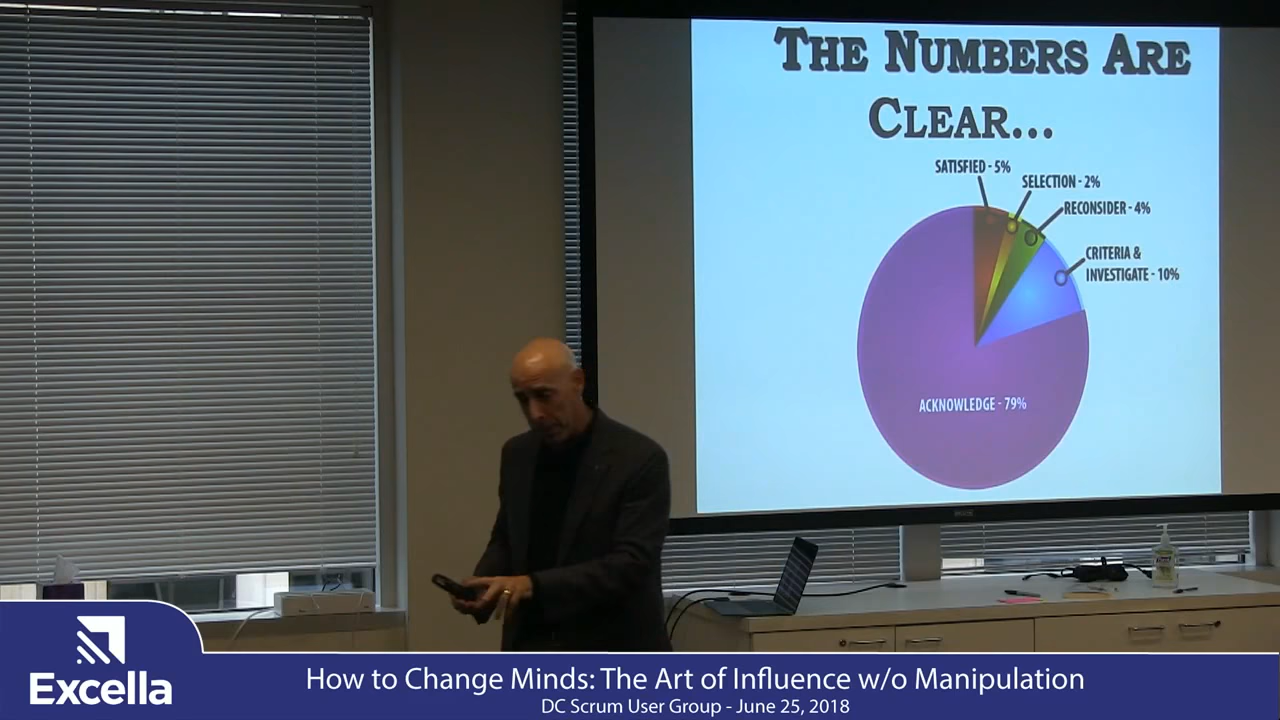 THE NUMBERS ARE
CLEAR...
SATISFIED - 5%
SELECTION - 2%
RECONSIDER - 4%
CRITERIA &
INVESTIGATE - 10%
ACKNOWLEDGE - 79%
Excella
How to Change Minds: The Art of Influence w/o Manipulation
DC Scrum User Group - June 25, 2018